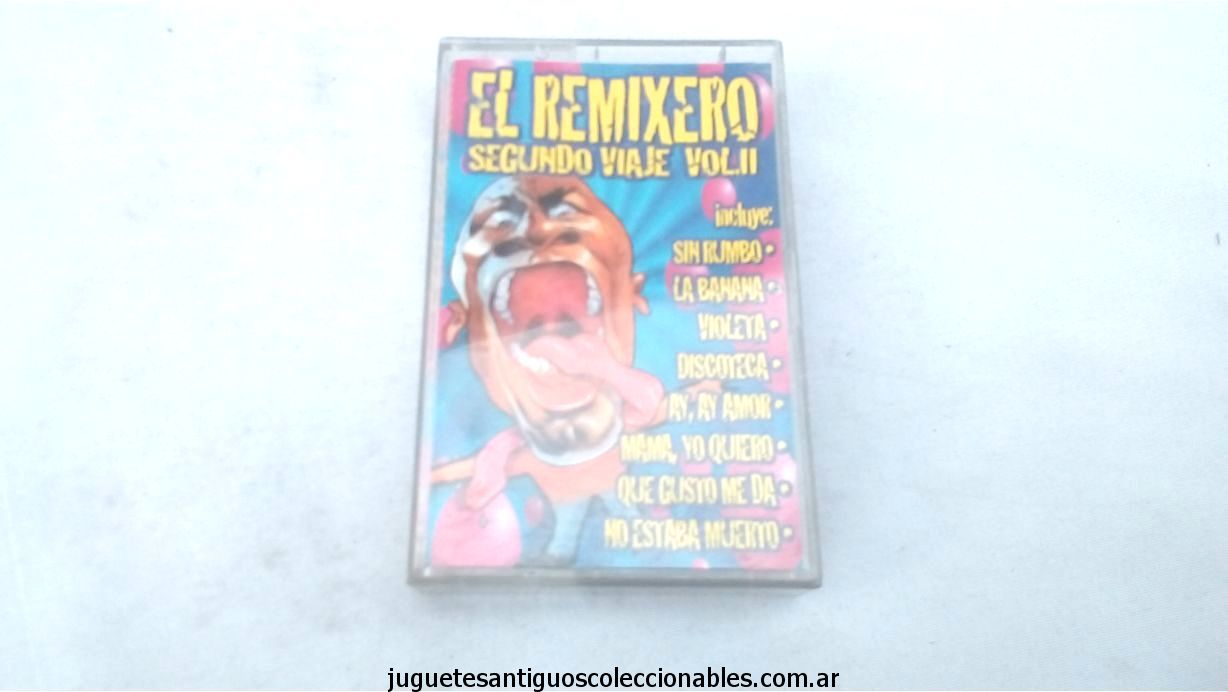 EL REMIXERO
SEGUNDO VIAJE VOL.II
incluye:
SIN RUMBO •
LA BANANA •
VIOLETA •
DISCOTECA •
AY, AY AMOR •
MAMA, YO QUIERO •
QUE GUSTO ME DA •
NO ESTABA MUERTO •
juguetesantiguoscoleccionables.com.ar